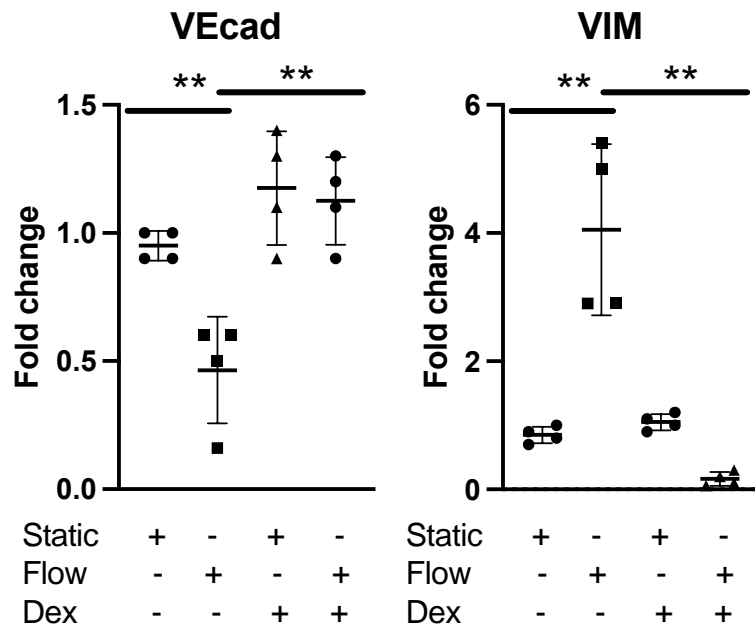 VEcad
** **
Fold change
1.5
1.0
0.5
0.0
Static + - + -
Flow - + - +
Dex - - + +
VIM
** **
Fold change
6
4
2
0
Static + - + -
Flow - + - +
Dex - - + +